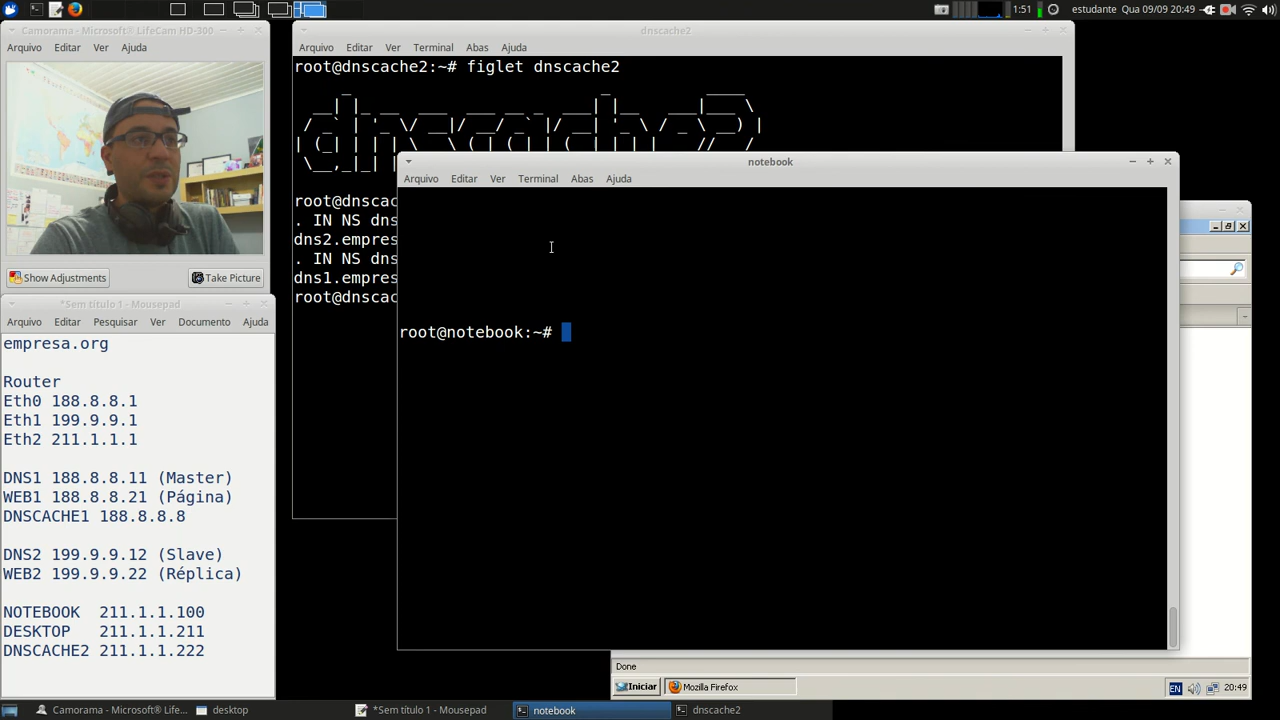 1:51
estudante
Qua 09/09 20:49
Camorama - Microsoft® LifeCam HD-300
Arquivo Editar Ver Ajuda
Show Adjustments
Take Picture
dnscache2
Arquivo Editar Ver Terminal Abas Ajuda
root@dnscache2:~# figlet dnscache2
dnscache2
root@dnscac
. IN NS dns
dns2.empres
. IN NS dns
dns1.empres
root@dnscac
notebook
Arquivo Editar Ver Terminal Abas Ajuda
root@notebook:~#
*Sem título 1 - Mousepad
Arquivo Editar Pesquisar Ver Documento Ajuda
empresa.org
Router
Eth0 188.8.8.1
Eth1 199.9.9.1
Eth2 211.1.1.1
DNS1 188.8.8.11 (Master)
WEB1 188.8.8.21 (Página)
DNSCACHE1 188.8.8.8
DNS2 199.9.9.12 (Slave)
WEB2 199.9.9.22 (Réplica)
NOTEBOOK 211.1.1.100
DESKTOP 211.1.1.211
DNSCACHE2 211.1.1.222
Done
Iniciar
Mozilla Firefox
EN
20:49
Camorama - Microsoft® LifeC...
desktop
*Sem título 1 - Mousepad
notebook
dnscache2